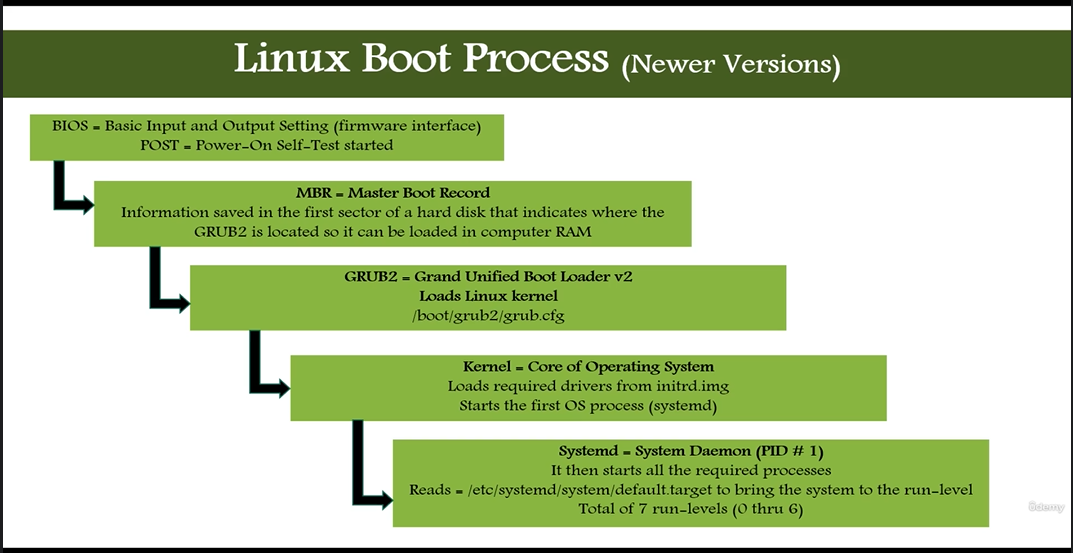 Linux Boot Process (Newer Versions)
BIOS = Basic Input and Output Setting (firmware interface)
POST = Power-On Self-Test started
MBR = Master Boot Record
Information saved in the first sector of a hard disk that indicates where the
GRUB2 is located so it can be loaded in computer RAM
GRUB2 = Grand Unified Boot Loader v2
Loads Linux kernel
/boot/grub2/grub.cfg
Kernel = Core of Operating System
Loads required drivers from initrd.img
Starts the first OS process (systemd)
Systemd = System Daemon (PID # 1)
It then starts all the required processes
Reads = /etc/systemd/system/default.target to bring the system to the run-level
Total of 7 run-levels (0 thru 6)
ûdemy